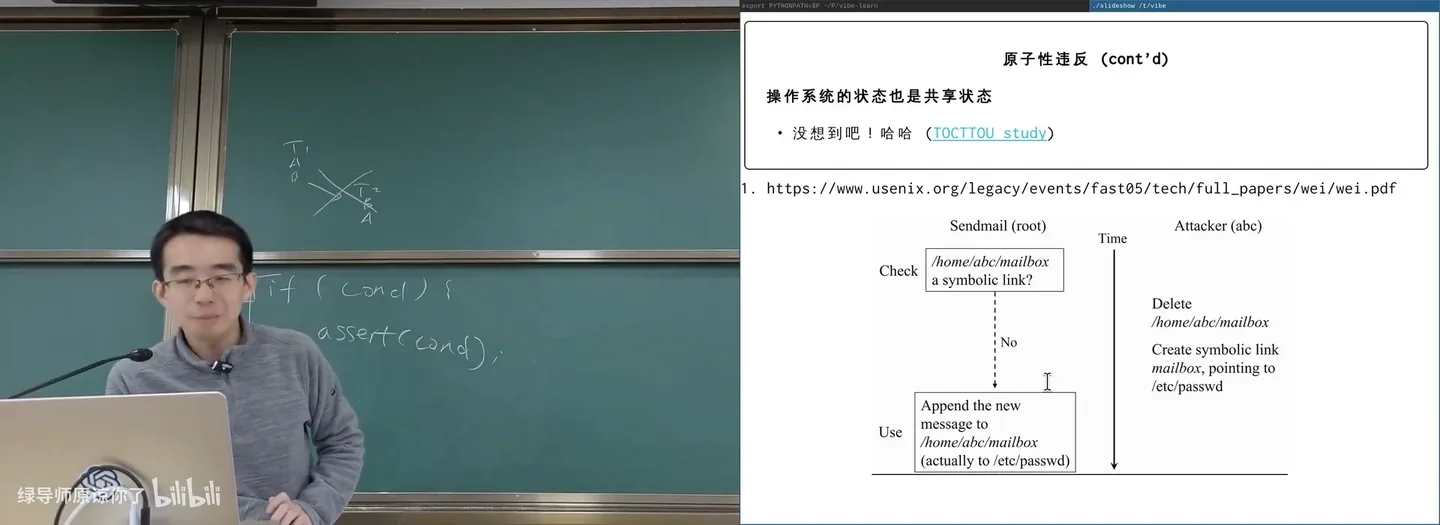 export PYTHONPATH=$P ~/P/vibe-learn
./slideshow /t/vibe
原子性违反 (cont'd)
操作系统的状态也是共享状态
• 没想到吧！哈哈 (TOCTTOU study)
1. https://www.usenix.org/legacy/events/fast05/tech/full_papers/wei/wei.pdf
Sendmail (root)
Time
Attacker (abc)
Check
/home/abc/mailbox
a symbolic link?
No
Delete
/home/abc/mailbox
Create symbolic link
mailbox, pointing to
/etc/passwd
Use
Append the new
message to
/home/abc/mailbox
(actually to /etc/passwd)
T1
A
B
T2
B
A
if (cond) {
assert(cond);
绿导师原谅你了 bilibili